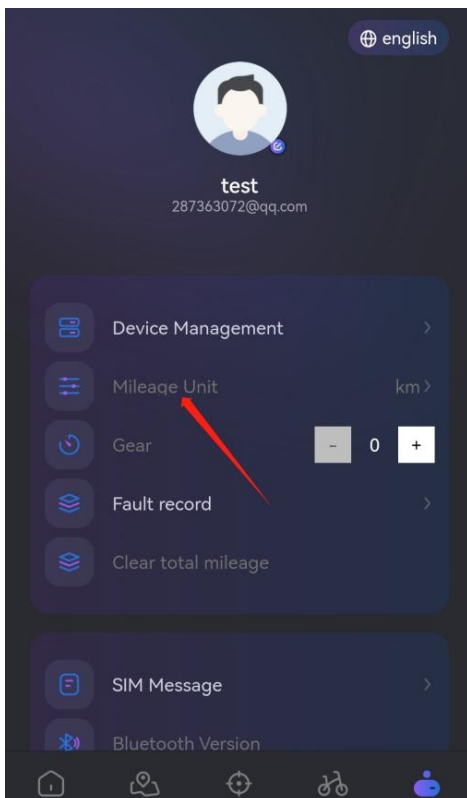 english
test
287363072@qq.com
Device Management
Mileage Unit km
Gear - 0 +
Fault record
Clear total mileage
SIM Message
Bluetooth Version